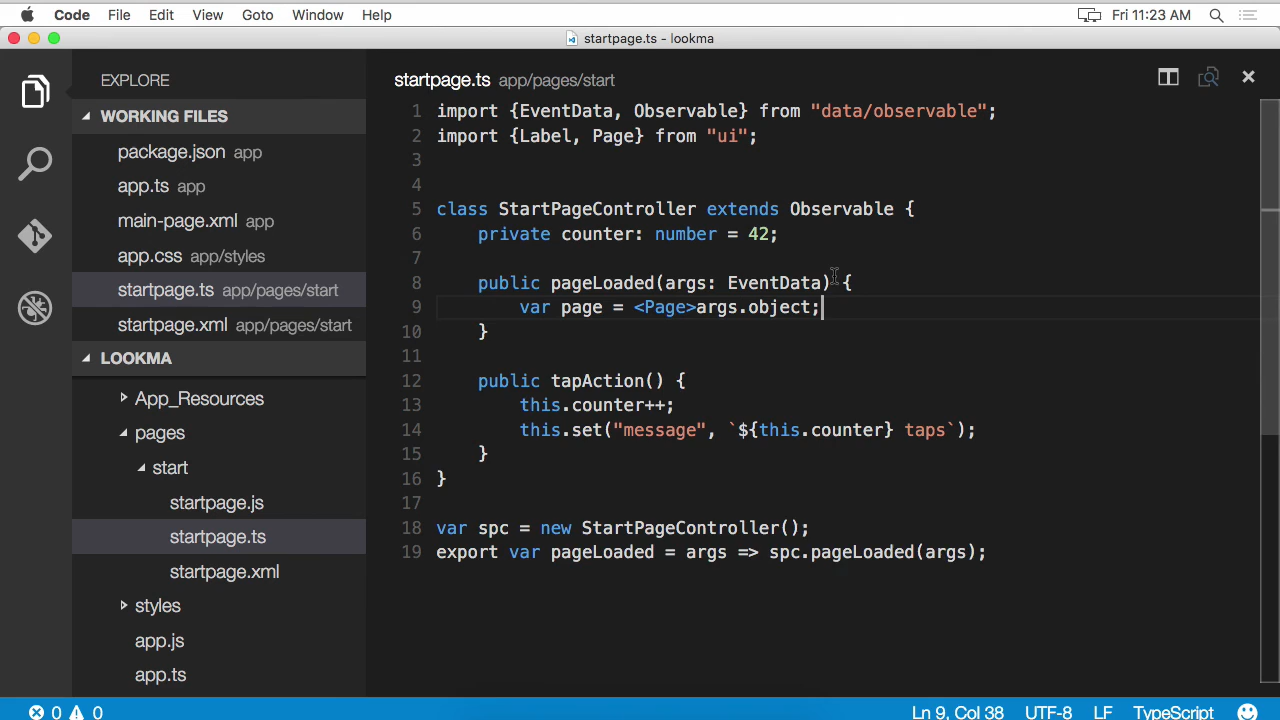 Code File Edit View Goto Window Help Fri 11:23 AM
startpage.ts - lookma
EXPLORE
WORKING FILES
package.json app
app.ts app
main-page.xml app
app.css app/styles
startpage.ts app/pages/start
startpage.xml app/pages/start
LOOKMA
App_Resources
pages
start
startpage.js
startpage.ts
startpage.xml
styles
app.js
app.ts
startpage.ts app/pages/start
1 import {EventData, Observable} from "data/observable";
2 import {Label, Page} from "ui";
3
4
5 class StartPageController extends Observable {
6 private counter: number = 42;
7
8 public pageLoaded(args: EventData) {
9 var page = <Page>args.object;
10 }
11
12 public tapAction() {
13 this.counter++;
14 this.set("message", `${this.counter} taps`);
15 }
16 }
17
18 var spc = new StartPageController();
19 export var pageLoaded = args => spc.pageLoaded(args);
0 0 Ln 9, Col 38 UTF-8 LF TypeScript